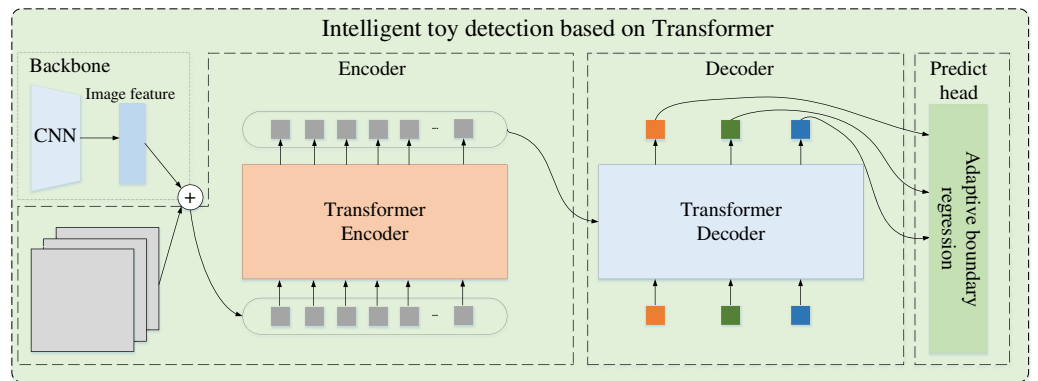 Intelligent toy detection based on Transformer
Backbone
Image feature
CNN
+
Encoder
...
Transformer
Encoder
...
Decoder
Transformer
Decoder
Predict
head
Adaptive boundary
regression